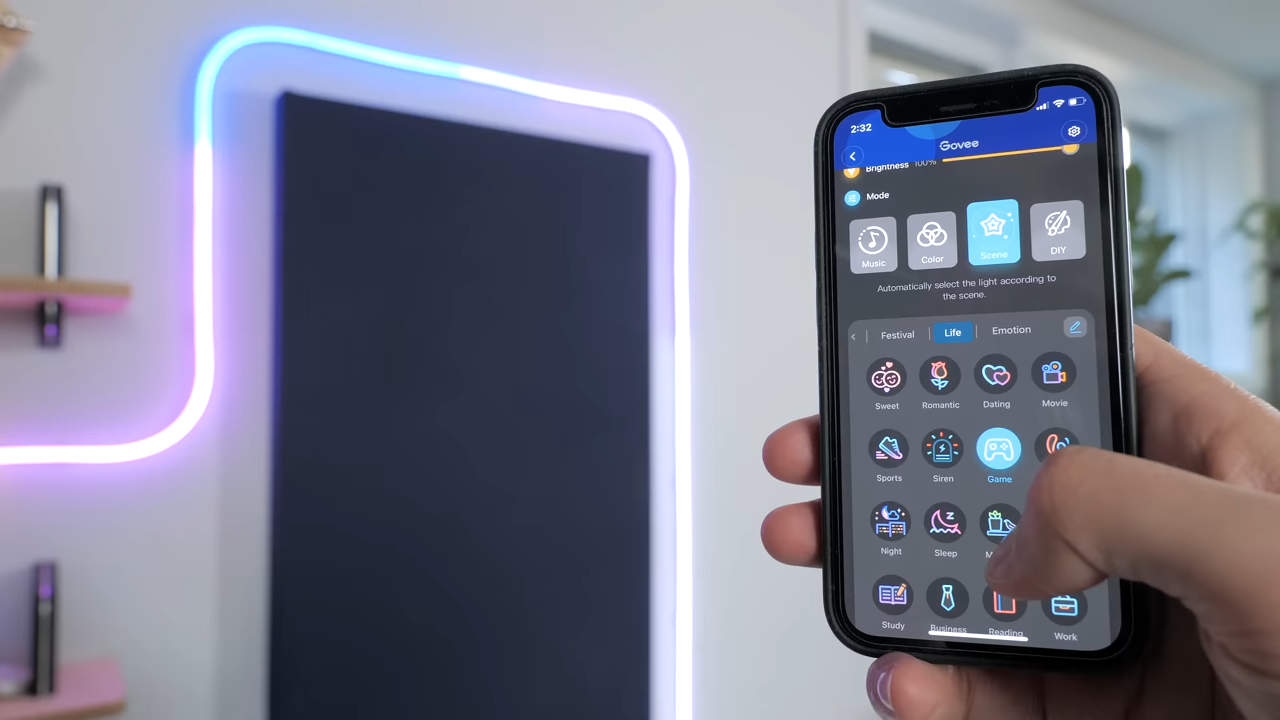 2:32
Govee
Brightness 100%
Mode
Music Color Scene DIY
Automatically select the light according to
the scene.
Festival Life Emotion
Sweet Romantic Dating Movie
Sports Siren Game
Night Sleep
Study Business Reading Work